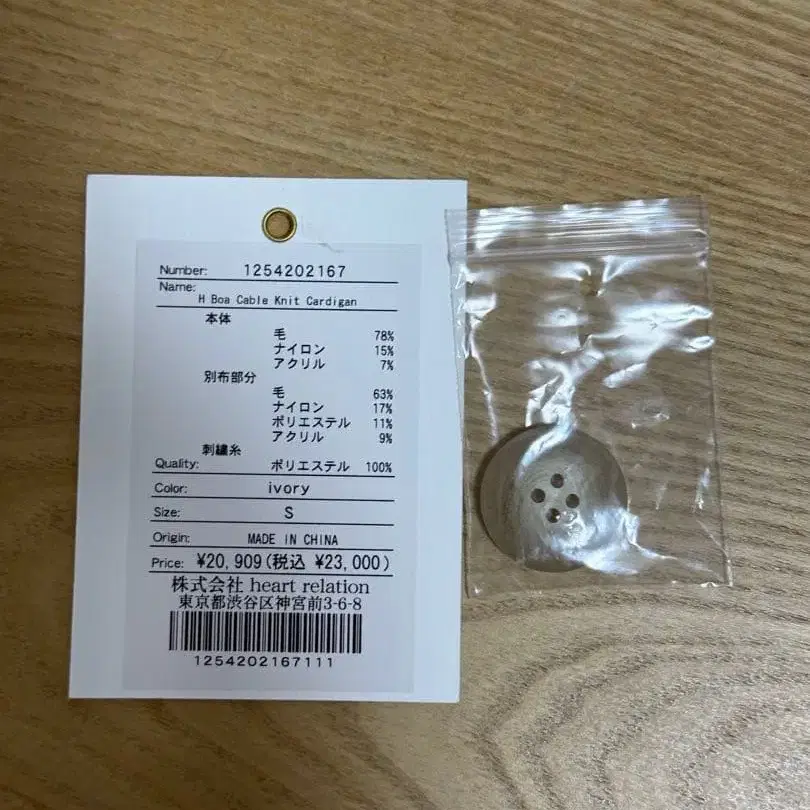 Number: 1254202167
Name:
H Boa Cable Knit Cardigan
本体
毛 78%
ナイロン 15%
アクリル 7%
別布部分
毛 63%
ナイロン 17%
ポリエステル 11%
アクリル 9%
刺繍糸
Quality: ポリエステル 100%
Color: ivory
Size: S
Origin: MADE IN CHINA
Price: ¥20,909(税込 ¥23,000)
株式会社 heart relation
東京都渋谷区神宮前3-6-8
1254202167111